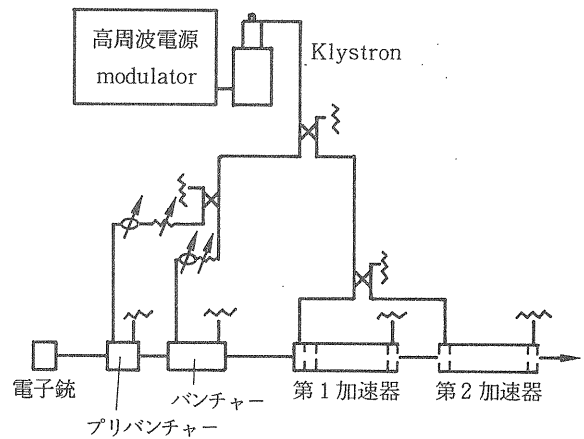 高周波電源
modulator
Klystron
電子銃
プリバンチャー
バンチャー
第1加速器
第2加速器